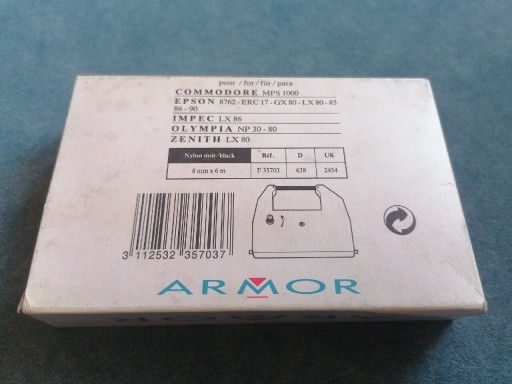 pour / for / für / para
COMMODORE MPS 1000
EPSON 8762 - ERC 17 - GX 80 - LX 80 - 85
86 - 90
IMPEC LX 86
OLYMPIA NP 30 - 80
ZENITH LX 80
Nylon noir/black Réf. D UK
8 mm x 6 m F 35703 638 2454
3 112532 357037
ARMOR
ARMOR